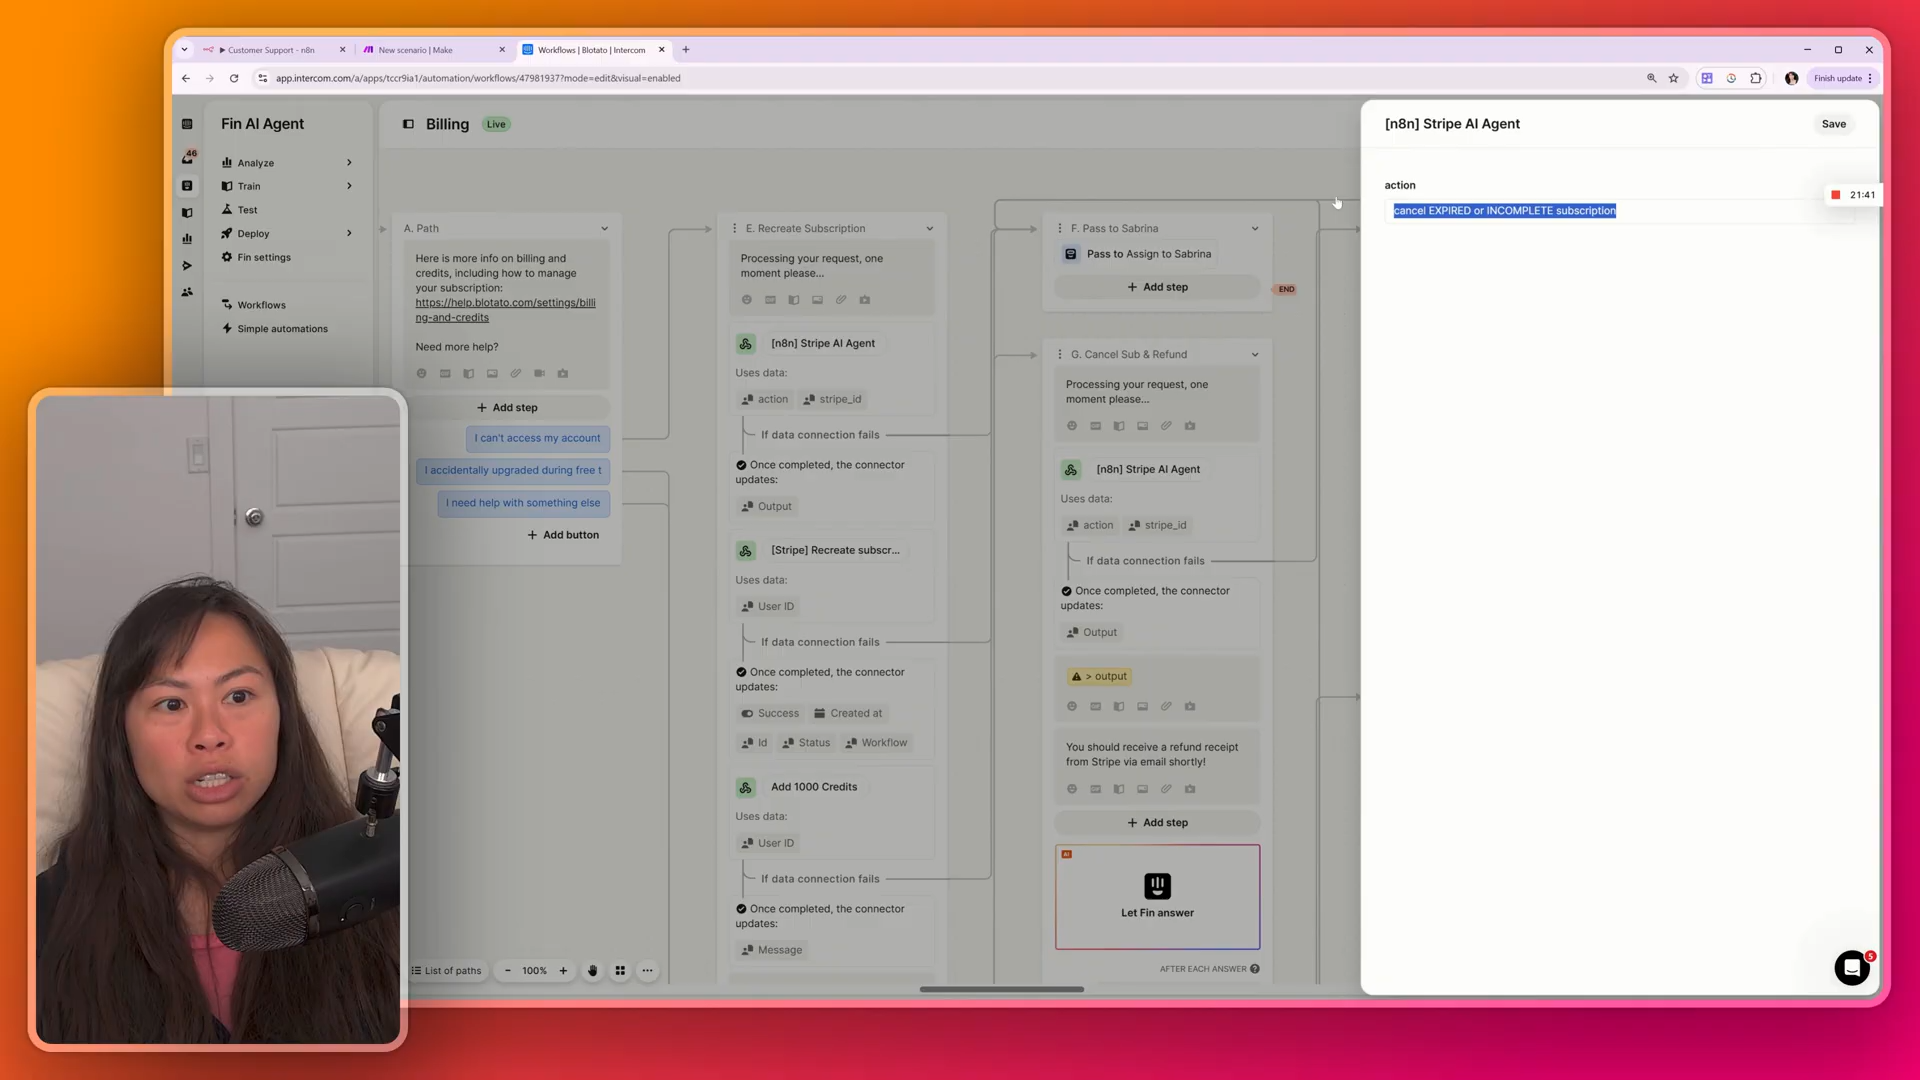 Customer Support - n8n
New scenario | Make
Workflows | Blotato | Intercom
app.intercom.com/a/apps/tccr9ia1/automation/workflows/47981937?mode=edit&visual=enabled
Finish update
46
Fin AI Agent
Analyze
Train
Test
Deploy
Fin settings
Workflows
Simple automations
Billing
Live
A. Path
Here is more info on billing and
credits, including how to manage
your subscription:
https://help.blotato.com/settings/billi
ng-and-credits
Need more help?
Add step
I can't access my account
I accidentally upgraded during free t
I need help with something else
Add button
E. Recreate Subscription
Processing your request, one
moment please...
[n8n] Stripe AI Agent
Uses data:
action
stripe_id
If data connection fails
Once completed, the connector
updates:
Output
[Stripe] Recreate subscr...
Uses data:
User ID
If data connection fails
Once completed, the connector
updates:
Success
Created at
Id
Status
Workflow
Add 1000 Credits
Uses data:
User ID
If data connection fails
Once completed, the connector
updates:
Message
F. Pass to Sabrina
Pass to Assign to Sabrina
Add step
END
G. Cancel Sub & Refund
Processing your request, one
moment please...
[n8n] Stripe AI Agent
Uses data:
action
stripe_id
If data connection fails
Once completed, the connector
updates:
Output
> output
You should receive a refund receipt
from Stripe via email shortly!
Add step
AI
Let Fin answer
AFTER EACH ANSWER
List of paths
100%
[n8n] Stripe AI Agent
Save
action
cancel EXPIRED or INCOMPLETE subscription
21:41
5